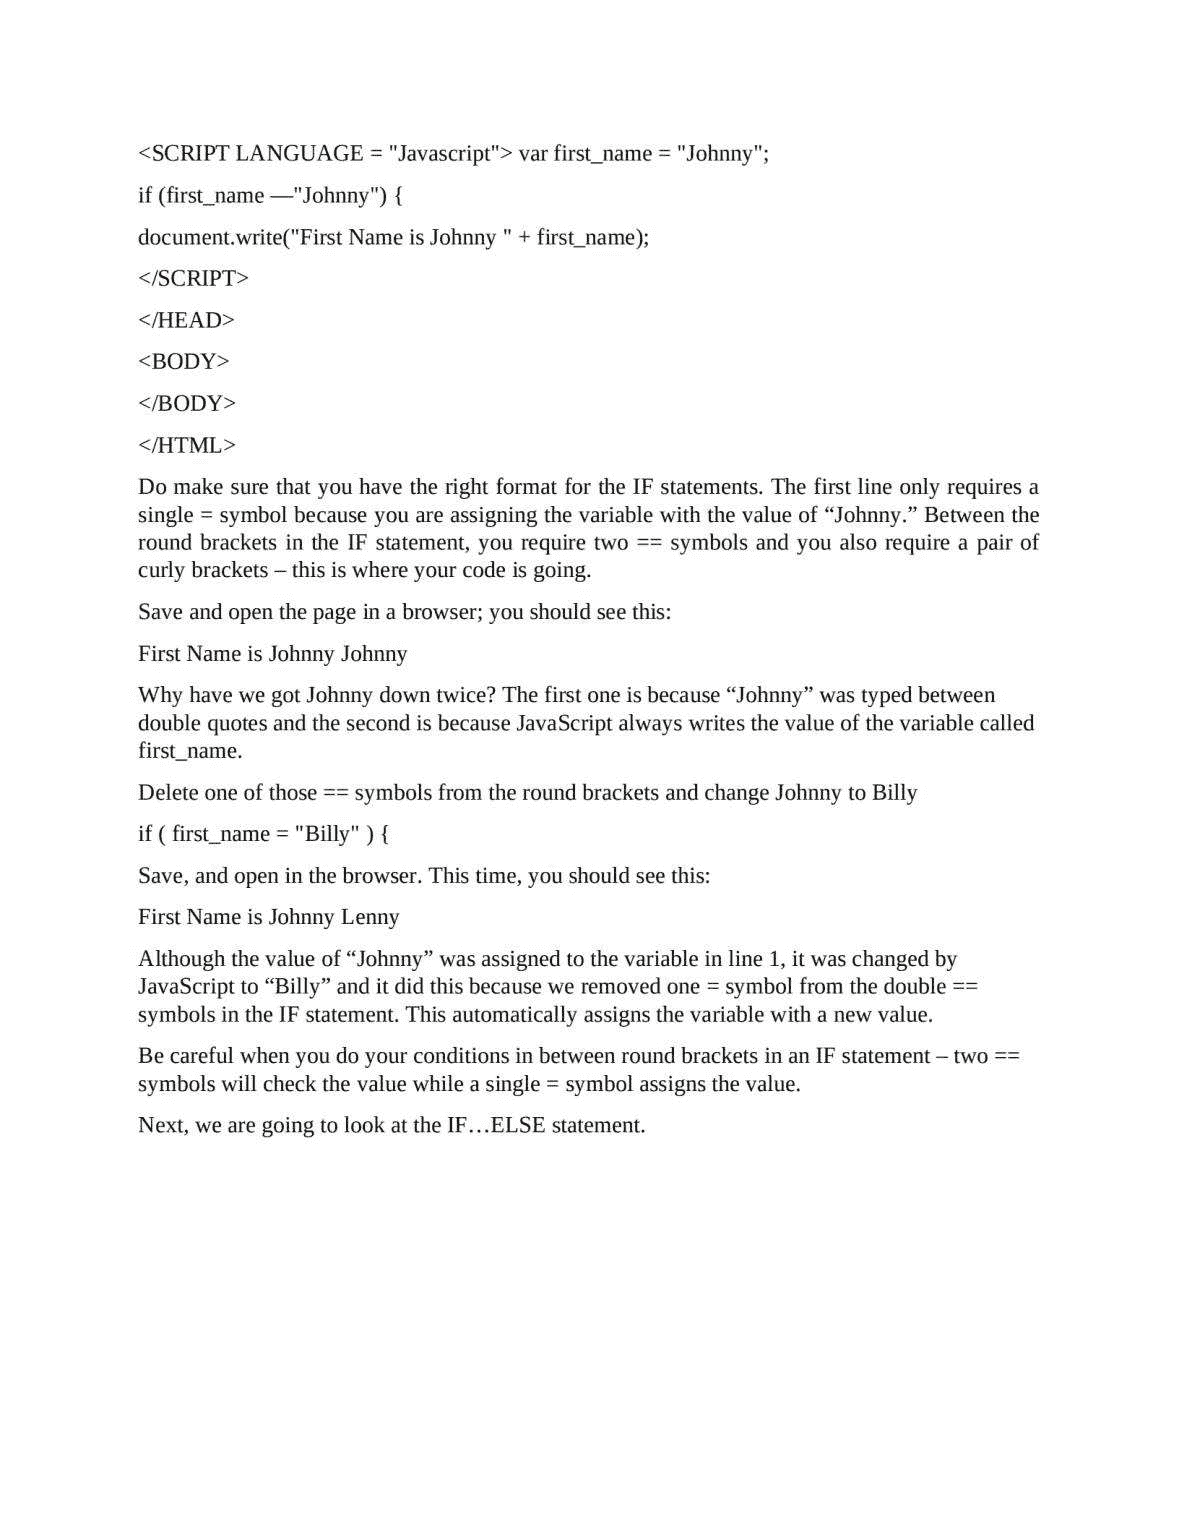 <SCRIPT LANGUAGE = "Javascript"> var first_name = "Johnny";
if (first_name —"Johnny") {
document.write("First Name is Johnny " + first_name);
</SCRIPT>
</HEAD>
<BODY>
</BODY>
</HTML>
Do make sure that you have the right format for the IF statements. The first line only requires a
single = symbol because you are assigning the variable with the value of “Johnny.” Between the
round brackets in the IF statement, you require two == symbols and you also require a pair of
curly brackets – this is where your code is going.
Save and open the page in a browser; you should see this:
First Name is Johnny Johnny
Why have we got Johnny down twice? The first one is because “Johnny” was typed between
double quotes and the second is because JavaScript always writes the value of the variable called
first_name.
Delete one of those == symbols from the round brackets and change Johnny to Billy
if ( first_name = "Billy" ) {
Save, and open in the browser. This time, you should see this:
First Name is Johnny Lenny
Although the value of “Johnny” was assigned to the variable in line 1, it was changed by
JavaScript to “Billy” and it did this because we removed one = symbol from the double ==
symbols in the IF statement. This automatically assigns the variable with a new value.
Be careful when you do your conditions in between round brackets in an IF statement – two ==
symbols will check the value while a single = symbol assigns the value.
Next, we are going to look at the IF…ELSE statement.